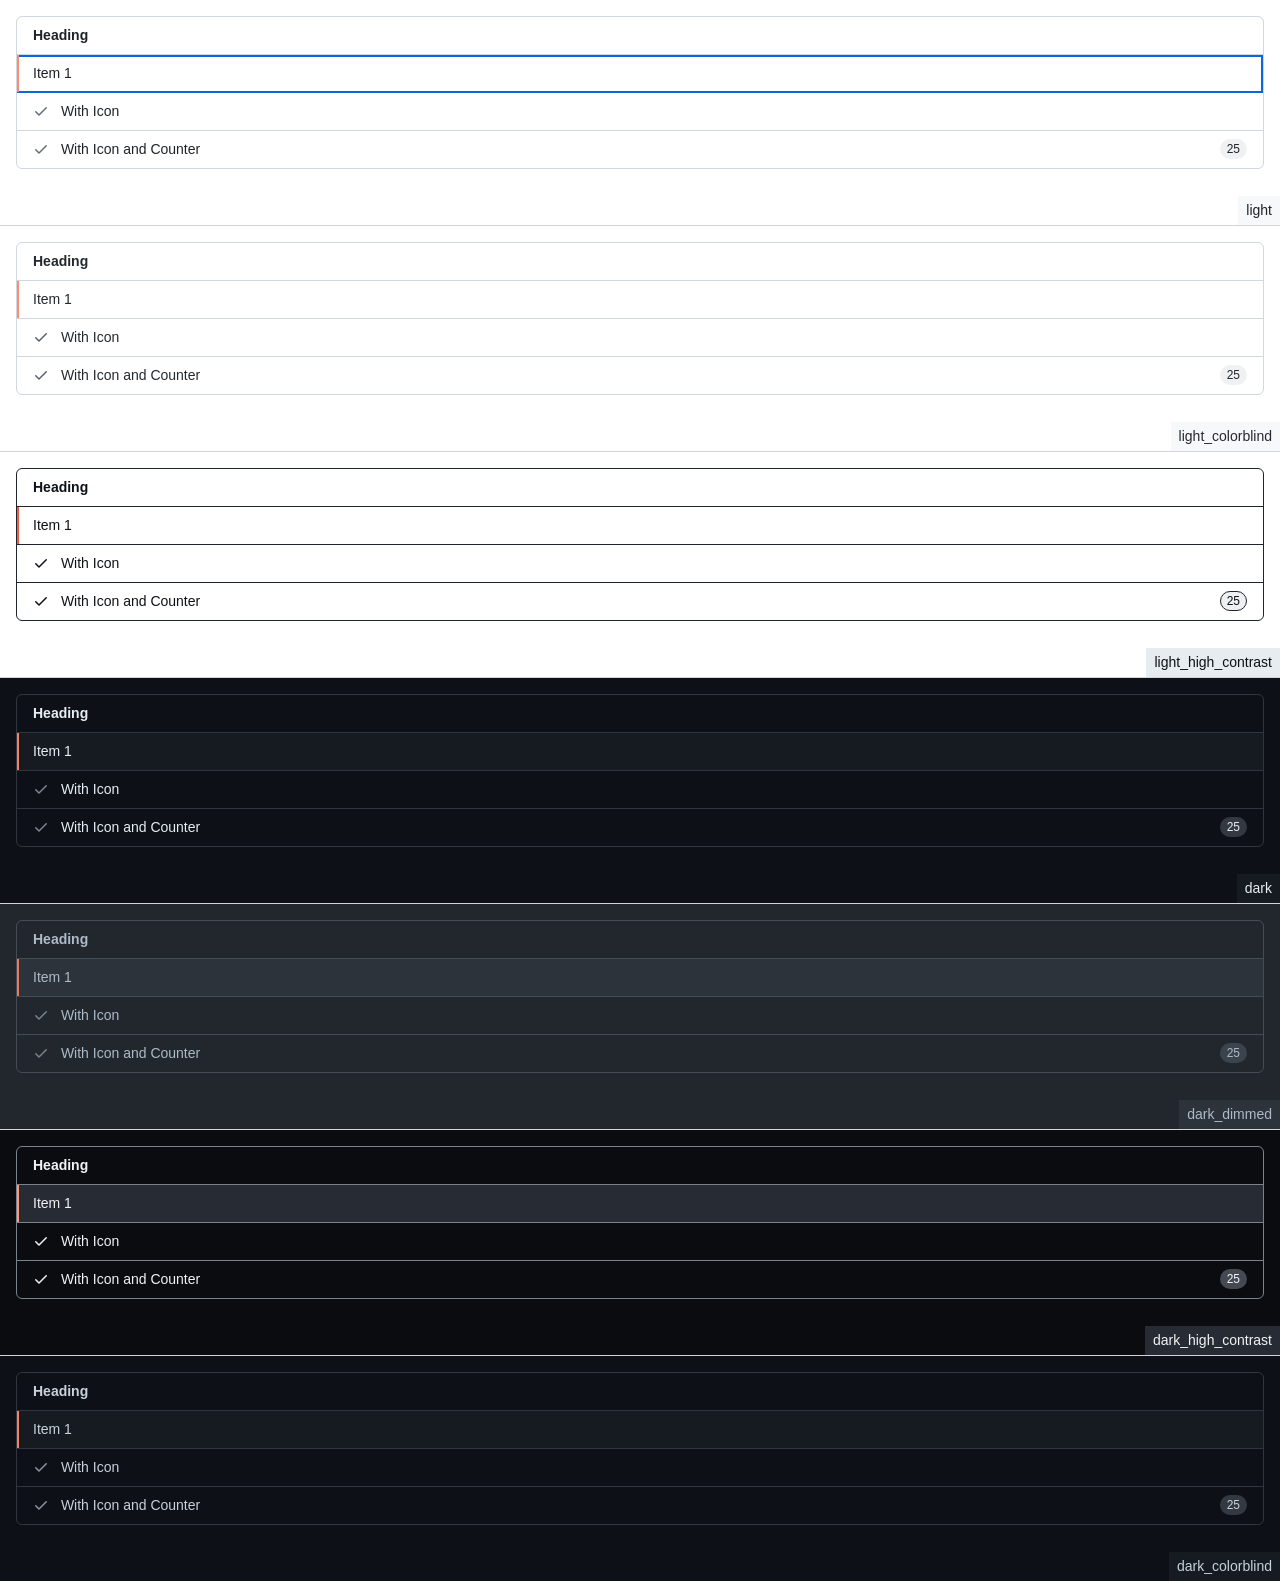 Heading
Item 1
With Icon
With Icon and Counter 25
light
Heading
Item 1
With Icon
With Icon and Counter 25
light_colorblind
Heading
Item 1
With Icon
With Icon and Counter 25
light_high_contrast
Heading
Item 1
With Icon
With Icon and Counter 25
dark
Heading
Item 1
With Icon
With Icon and Counter 25
dark_dimmed
Heading
Item 1
With Icon
With Icon and Counter 25
dark_high_contrast
Heading
Item 1
With Icon
With Icon and Counter 25
dark_colorblind